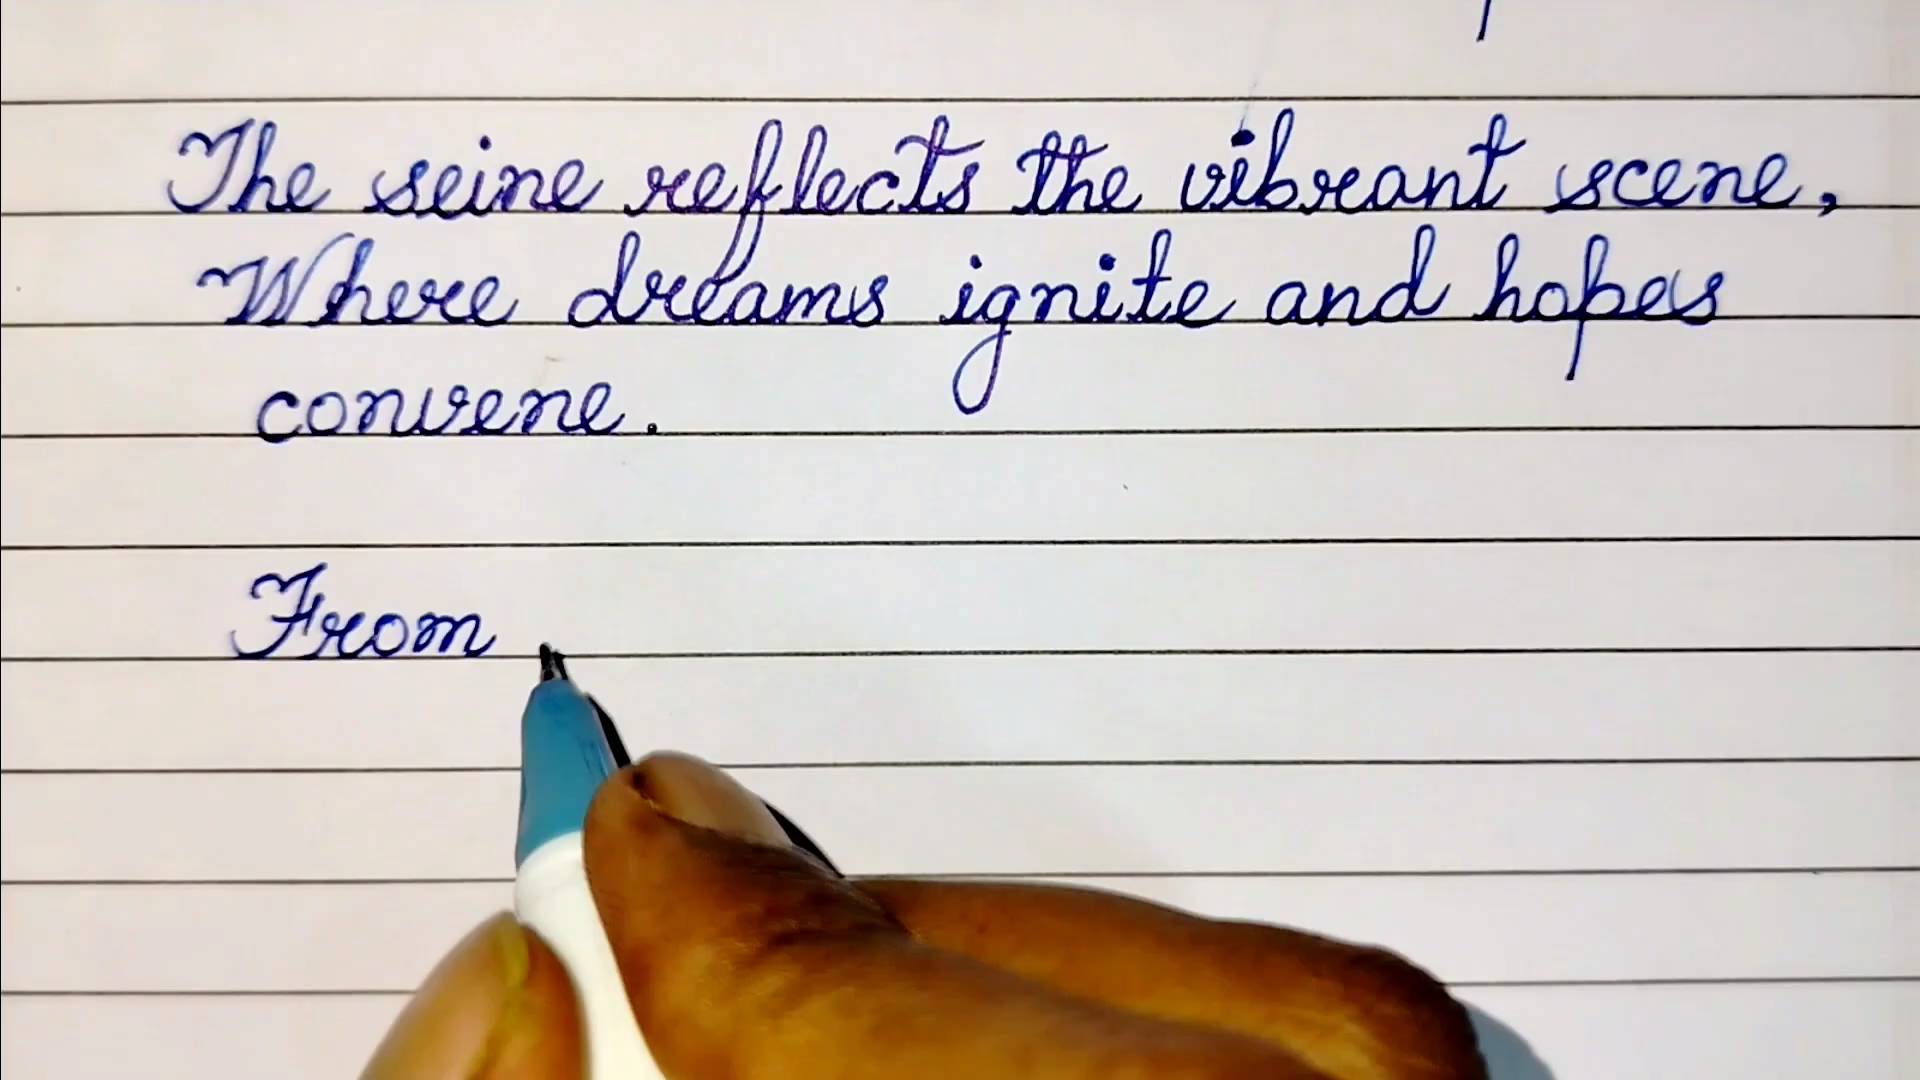 The seine reflects the vibrant scene,
Where dreams ignite and hopes
convene.
From